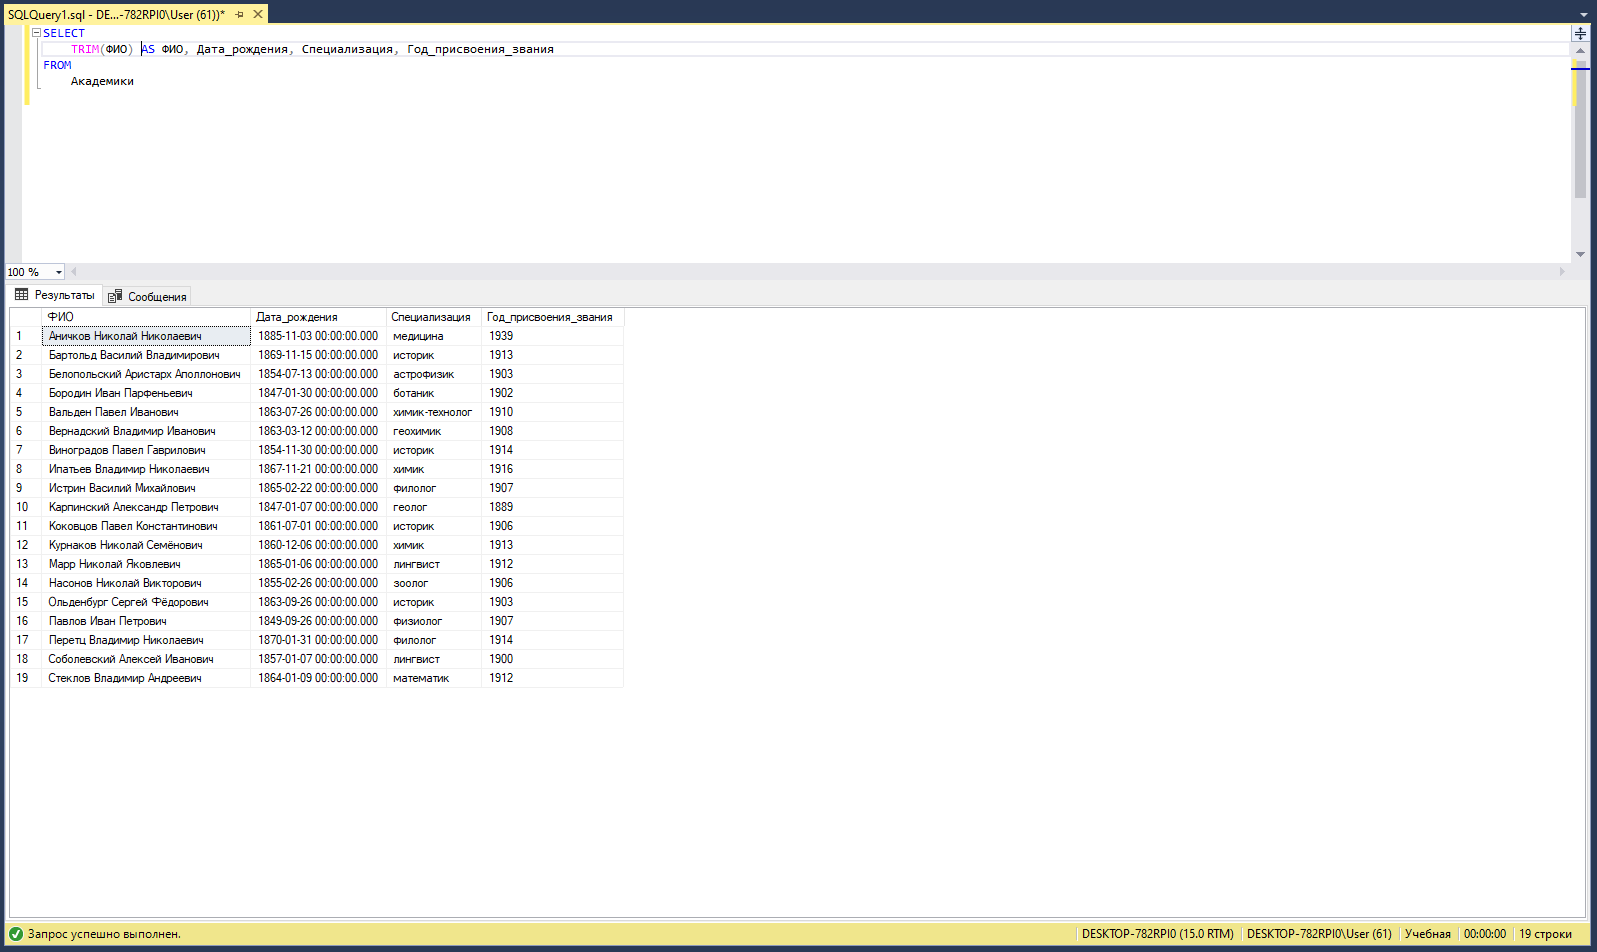 SQLQuery1.sql - DE...-782RPI0\User (61))*
SELECT
TRIM(ФИО) AS ФИО, Дата_рождения, Специализация, Год_присвоения_звания
FROM
Академики
100 %
Результаты Сообщения
ФИО Дата_рождения Специализация Год_присвоения_звания
1 Аничков Николай Николаевич 1885-11-03 00:00:00.000 медицина 1939
2 Бартольд Василий Владимирович 1869-11-15 00:00:00.000 историк 1913
3 Белопольский Аристарх Аполлонович 1854-07-13 00:00:00.000 астрофизик 1903
4 Бородин Иван Парфеньевич 1847-01-30 00:00:00.000 ботаник 1902
5 Вальден Павел Иванович 1863-07-26 00:00:00.000 химик-технолог 1910
6 Вернадский Владимир Иванович 1863-03-12 00:00:00.000 геохимик 1908
7 Виноградов Павел Гаврилович 1854-11-30 00:00:00.000 историк 1914
8 Ипатьев Владимир Николаевич 1867-11-21 00:00:00.000 химик 1916
9 Истрин Василий Михайлович 1865-02-22 00:00:00.000 филолог 1907
10 Карпинский Александр Петрович 1847-01-07 00:00:00.000 геолог 1889
11 Коковцов Павел Константинович 1861-07-01 00:00:00.000 историк 1906
12 Курнаков Николай Семёнович 1860-12-06 00:00:00.000 химик 1913
13 Марр Николай Яковлевич 1865-01-06 00:00:00.000 лингвист 1912
14 Насонов Николай Викторович 1855-02-26 00:00:00.000 зоолог 1906
15 Ольденбург Сергей Фёдорович 1863-09-26 00:00:00.000 историк 1903
16 Павлов Иван Петрович 1849-09-26 00:00:00.000 физиолог 1907
17 Перетц Владимир Николаевич 1870-01-31 00:00:00.000 филолог 1914
18 Соболевский Алексей Иванович 1857-01-07 00:00:00.000 лингвист 1900
19 Стеклов Владимир Андреевич 1864-01-09 00:00:00.000 математик 1912
Запрос успешно выполнен. DESKTOP-782RPI0 (15.0 RTM) DESKTOP-782RPI0\User (61) Учебная 00:00:00 19 строки